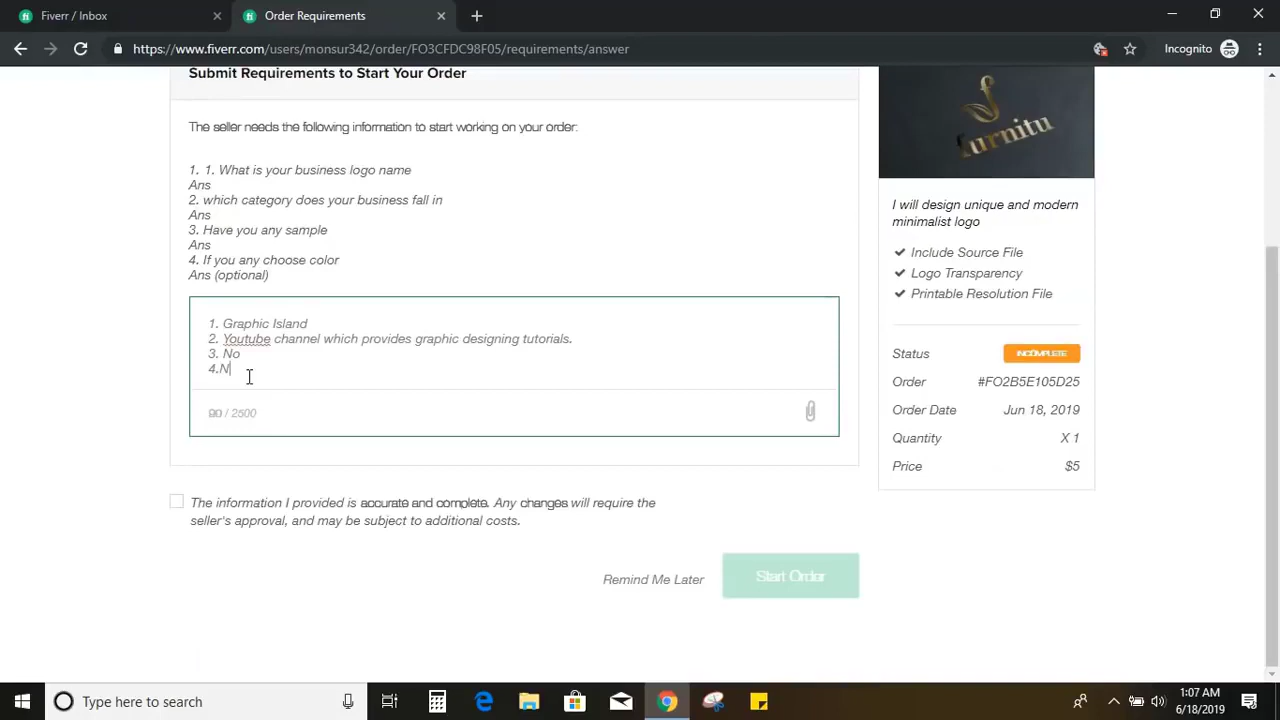 Fiverr / Inbox
Order Requirements
https://www.fiverr.com/users/monsur342/order/FO3CFDC98F05/requirements/answer
Incognito
Submit Requirements to Start Your Order
The seller needs the following information to start working on your order:
1. 1. What is your business logo name
Ans
2. which category does your business fall in
Ans
3. Have you any sample
Ans
4. If you any choose color
Ans (optional)
1. Graphic Island
2. Youtube channel which provides graphic designing tutorials.
3. No
4.N
/ 2500
The information I provided is accurate and complete. Any changes will require the
seller's approval, and may be subject to additional costs.
Remind Me Later
Start Order
furnitu
I will design unique and modern
minimalist logo
Include Source File
Logo Transparency
Printable Resolution File
Status INCOMPLETE
Order #FO2B5E105D25
Order Date Jun 18, 2019
Quantity X 1
Price $5
Type here to search
1:07 AM
6/18/2019